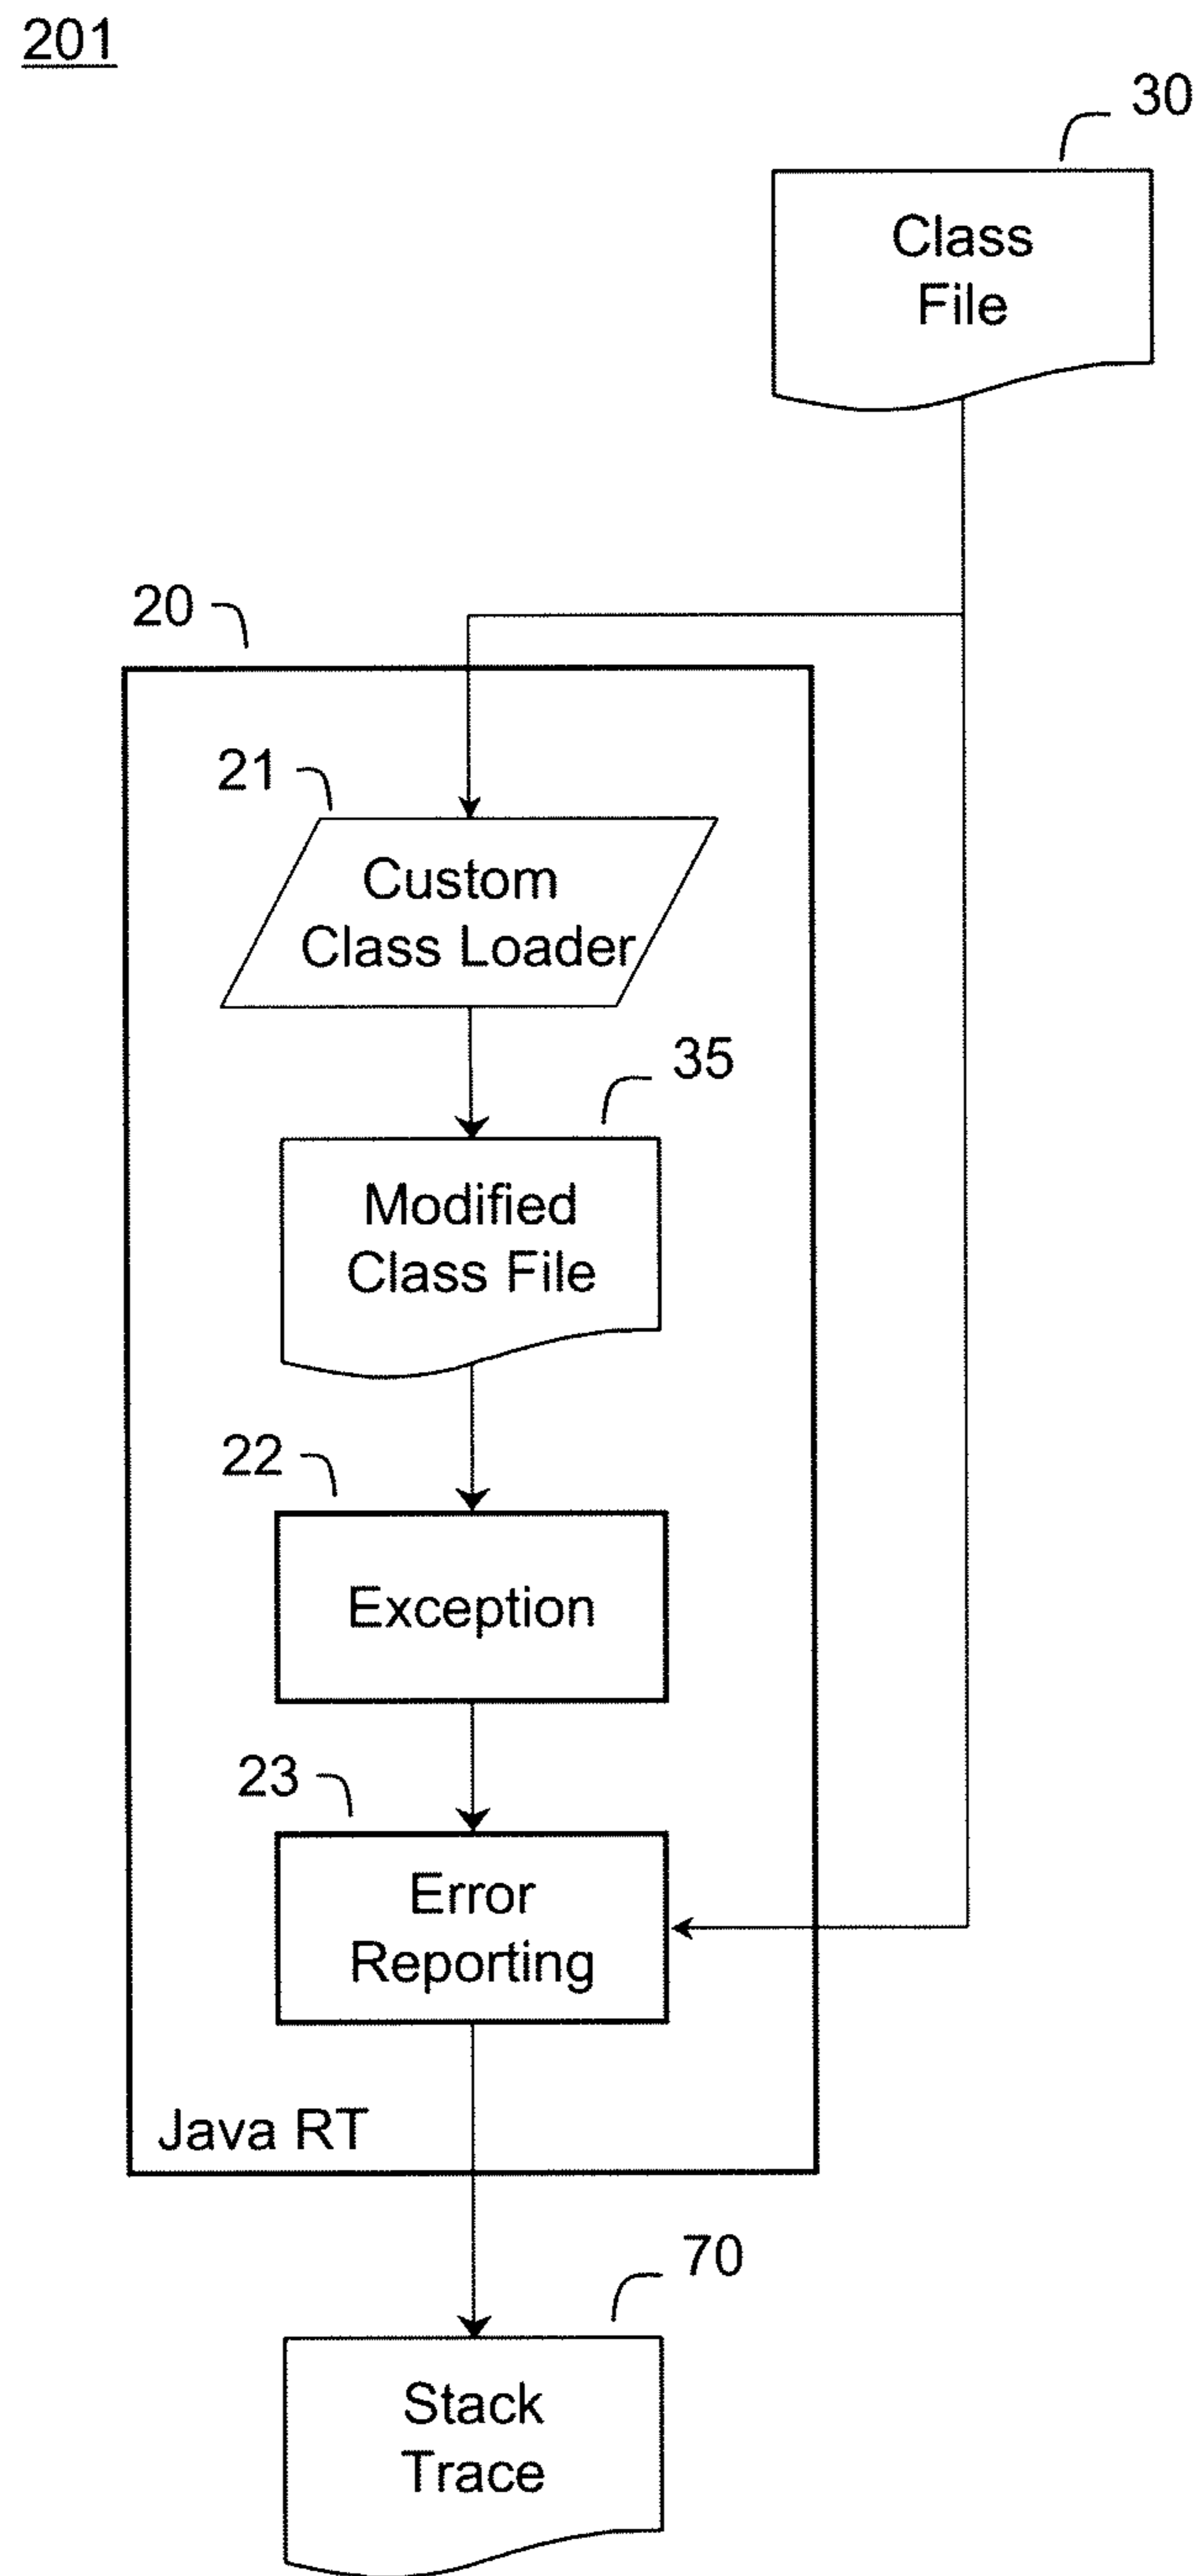 201
30
Class
File
20
21
Custom
Class Loader
35
Modified
Class File
22
Exception
23
Error
Reporting
Java RT
70
Stack
Trace